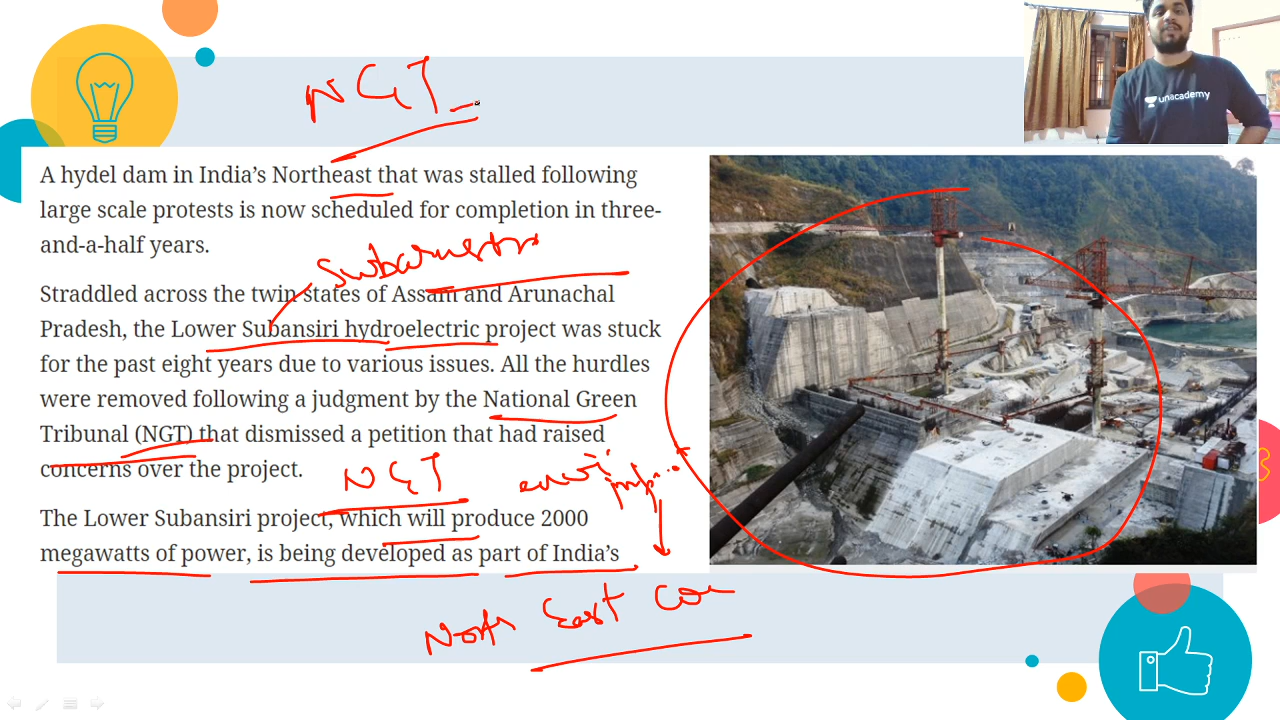 NGT
unacademy
A hydel dam in India's Northeast that was stalled following
large scale protests is now scheduled for completion in three-
and-a-half years.
Straddled across the twin states of Assam and Arunachal
Pradesh, the Lower Subansiri hydroelectric project was stuck
for the past eight years due to various issues. All the hurdles
were removed following a judgment by the National Green
Tribunal (NGT) that dismissed a petition that had raised
concerns over the project.
NGT
The Lower Subansiri project, which will produce 2000
megawatts of power, is being developed as part of India's
North East